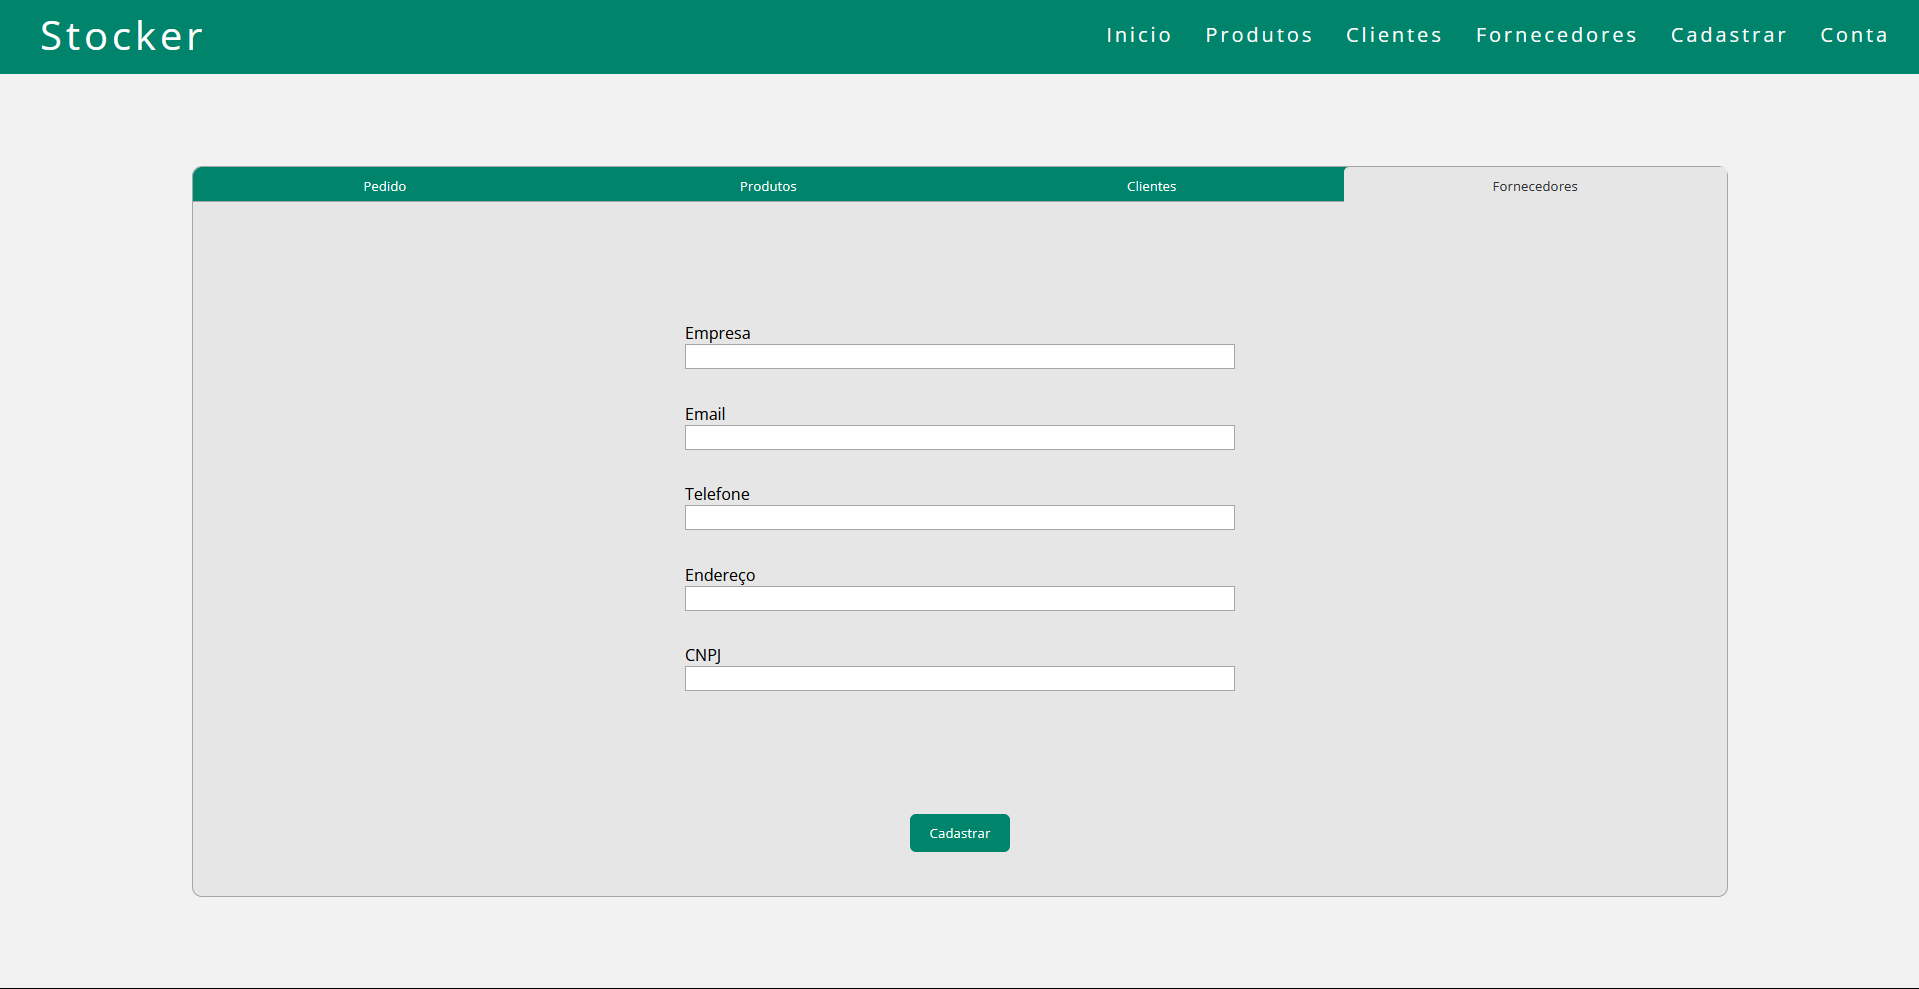 Stocker Inicio Produtos Clientes Fornecedores Cadastrar Conta
Pedido Produtos Clientes Fornecedores
Empresa
Email
Telefone
Endereço
CNPJ
Cadastrar